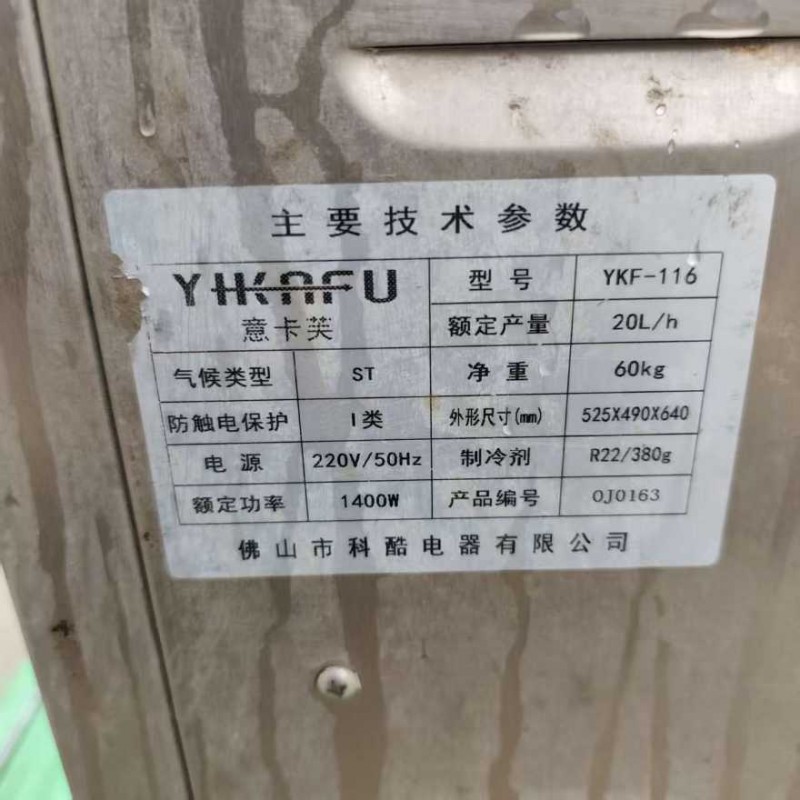 主要技术参数
YHKAFU 型号 YKF-116
意卡芙 额定产量 20L/h
气候类型 ST 净重 60kg
防触电保护 I类 外形尺寸(mm) 525X490X640
电源 220V/50Hz 制冷剂 R22/380g
额定功率 1400W 产品编号 0J0163
佛山市科酷电器有限公司